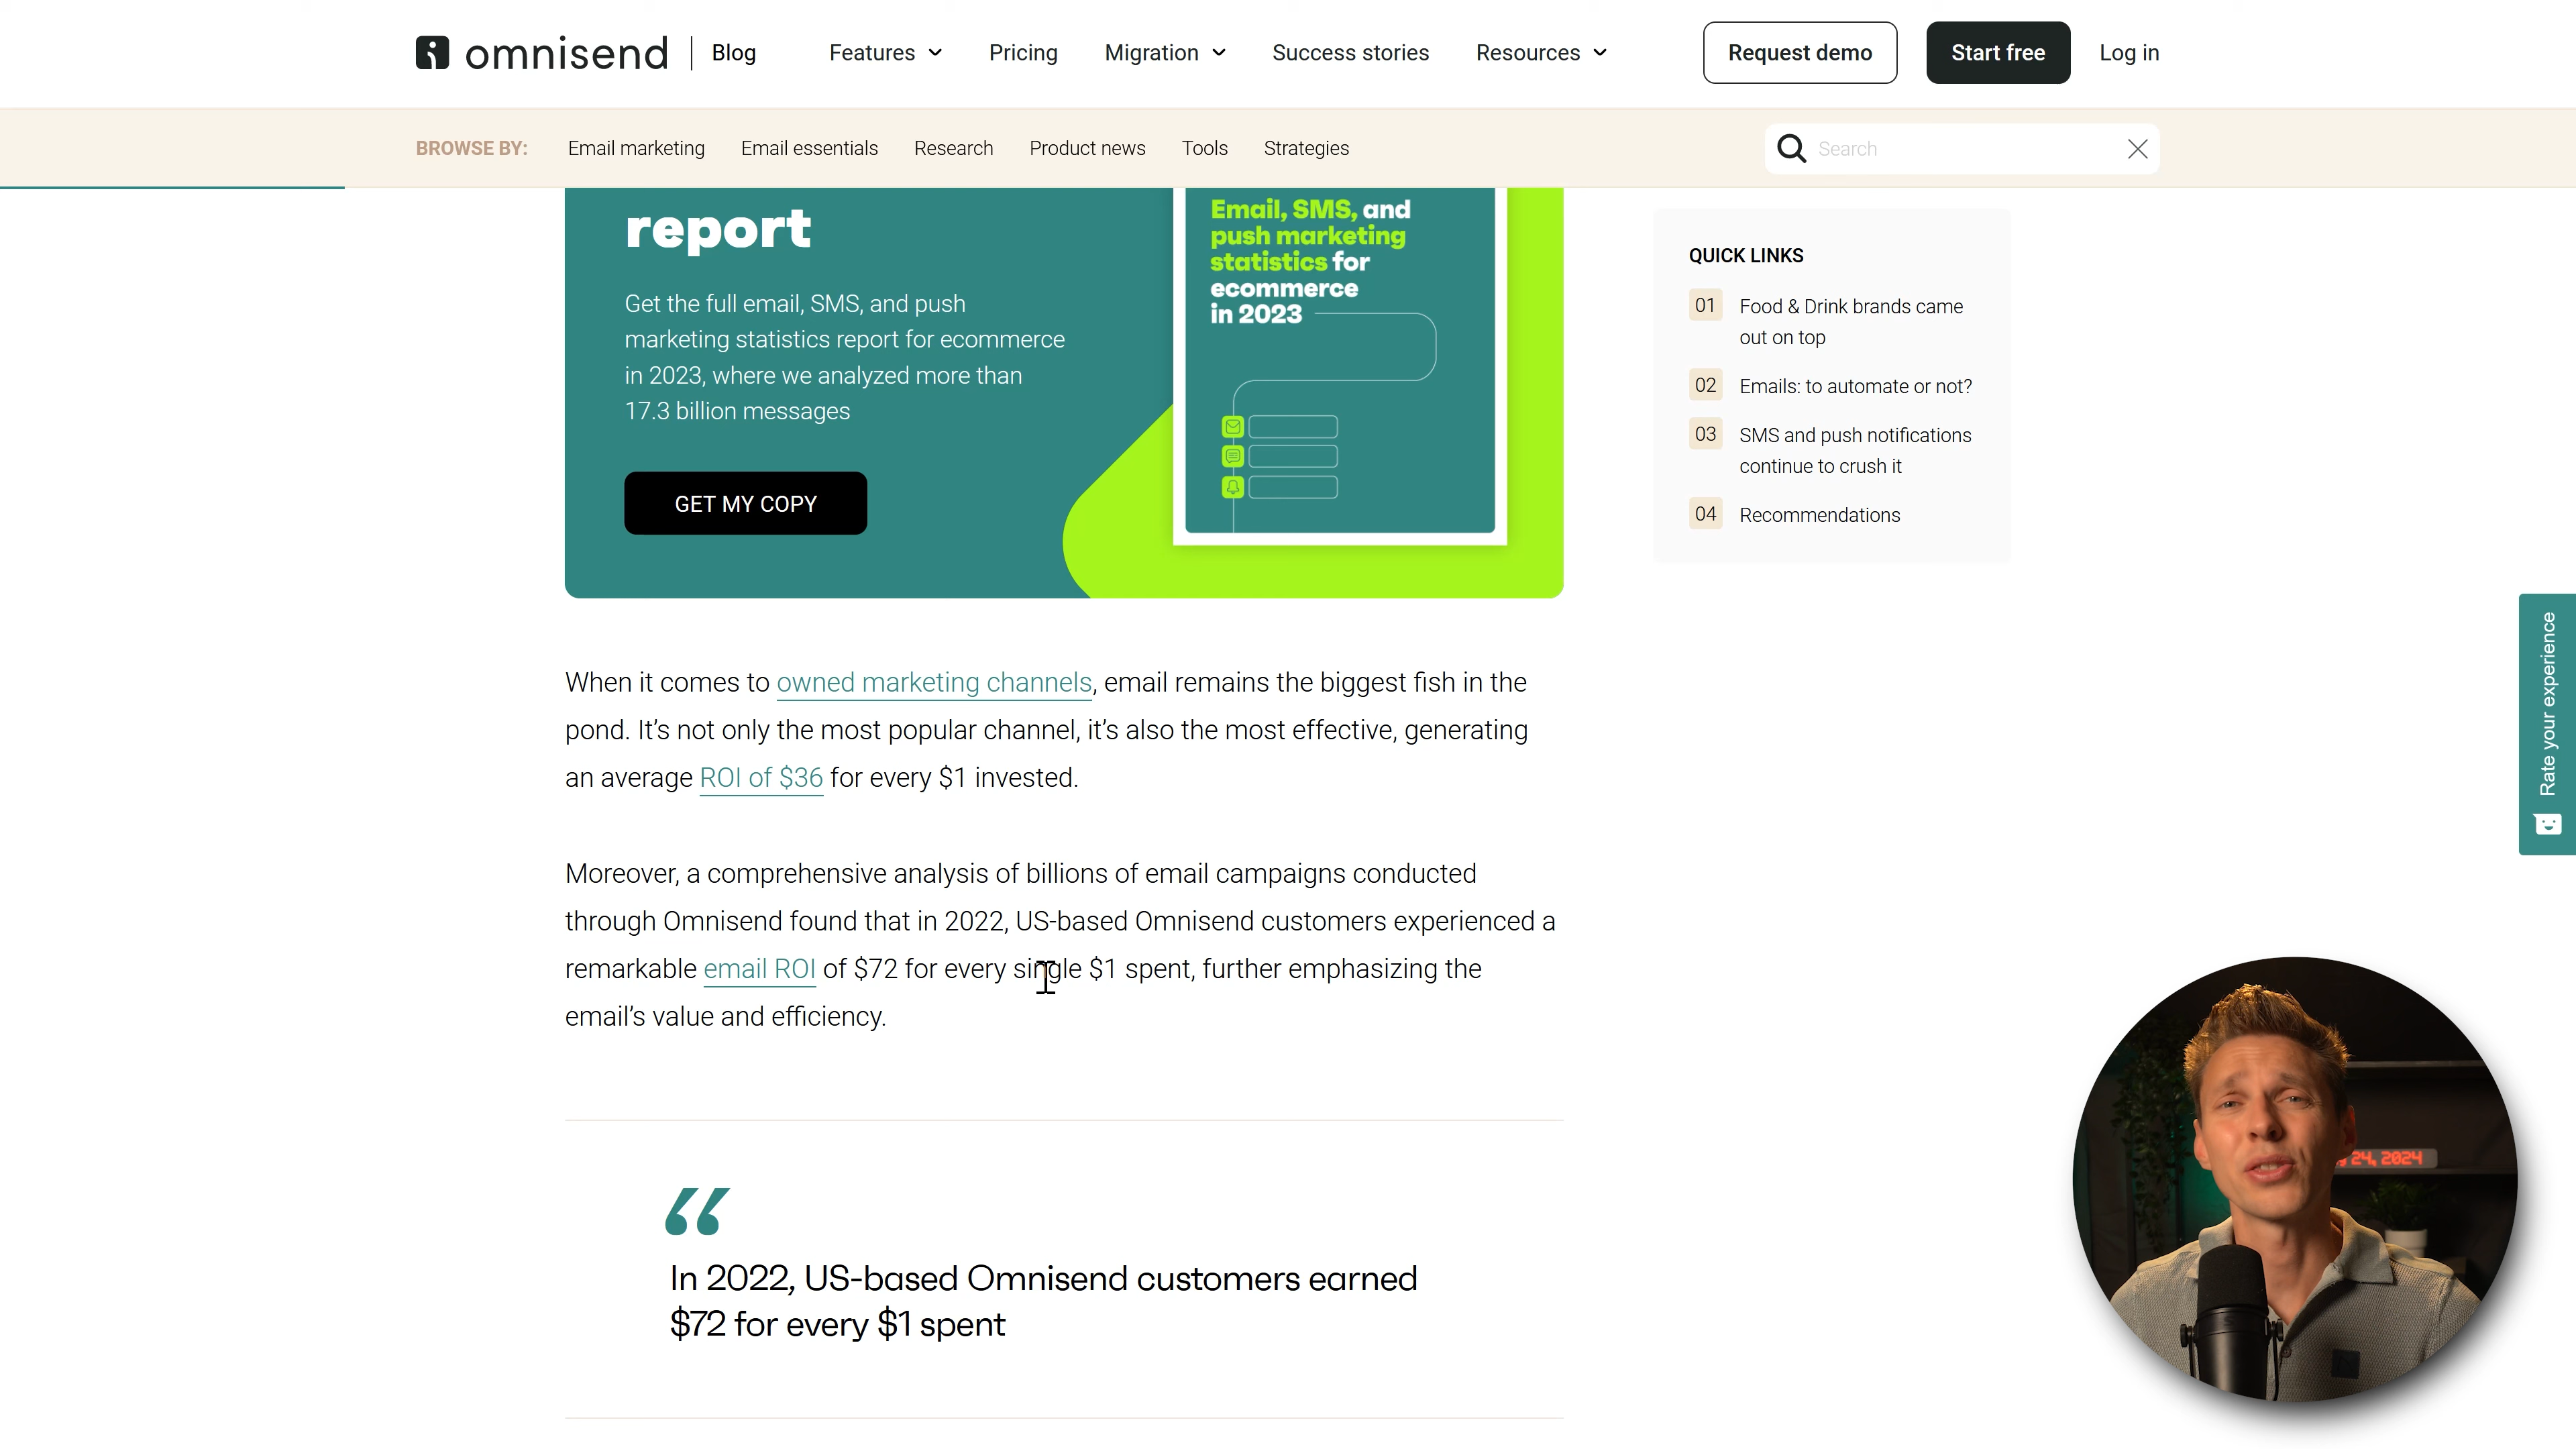 omnisend
Blog
Features
Pricing
Migration
Success stories
Resources
Request demo
Start free
Log in
BROWSE BY:
Email marketing
Email essentials
Research
Product news
Tools
Strategies
Search
report
Get the full email, SMS, and push
marketing statistics report for ecommerce
in 2023, where we analyzed more than
17.3 billion messages
GET MY COPY
Email, SMS, and
push marketing
statistics for
ecommerce
in 2023
QUICK LINKS
01 Food & Drink brands came
out on top
02 Emails: to automate or not?
03 SMS and push notifications
continue to crush it
04 Recommendations
Rate your experience
When it comes to owned marketing channels, email remains the biggest fish in the
pond. It’s not only the most popular channel, it’s also the most effective, generating
an average ROI of $36 for every $1 invested.
Moreover, a comprehensive analysis of billions of email campaigns conducted
through Omnisend found that in 2022, US-based Omnisend customers experienced a
remarkable email ROI of $72 for every single $1 spent, further emphasizing the
email’s value and efficiency.
“
In 2022, US-based Omnisend customers earned
$72 for every $1 spent
24, 2024